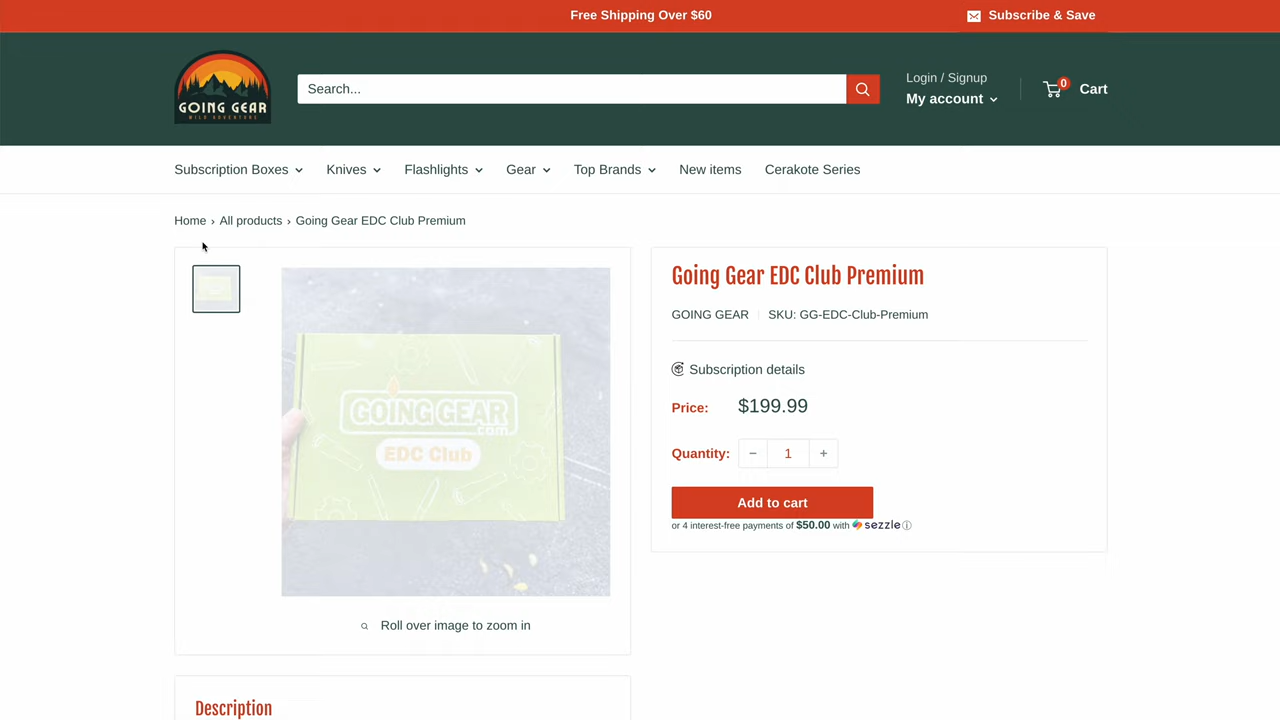 Free Shipping Over $60
Subscribe & Save
GOING GEAR
WILD ADVENTURE
Search...
Login / Signup
My account
0
Cart
Subscription Boxes
Knives
Flashlights
Gear
Top Brands
New items
Cerakote Series
Home › All products › Going Gear EDC Club Premium
GOING GEAR
.com
EDC Club
Roll over image to zoom in
Going Gear EDC Club Premium
GOING GEAR
SKU: GG-EDC-Club-Premium
Subscription details
Price: $199.99
Quantity: − 1 +
Add to cart
or 4 interest-free payments of $50.00 with sezzle
Description